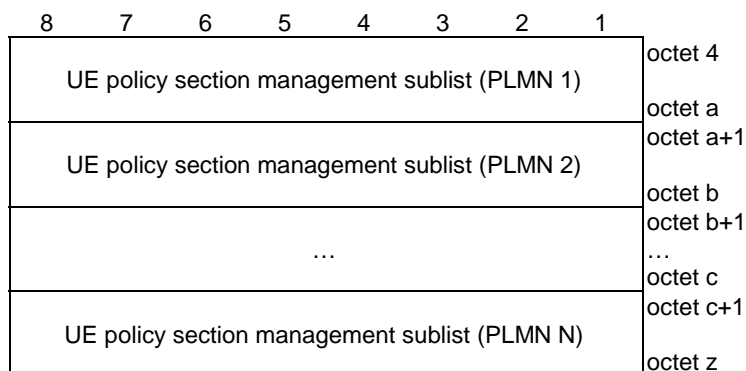 8 7 6 5 4 3 2 1
octet 4
UE policy section management sublist (PLMN 1)
octet a
octet a+1
UE policy section management sublist (PLMN 2)
octet b
octet b+1
… …
octet c
octet c+1
UE policy section management sublist (PLMN N)
octet z